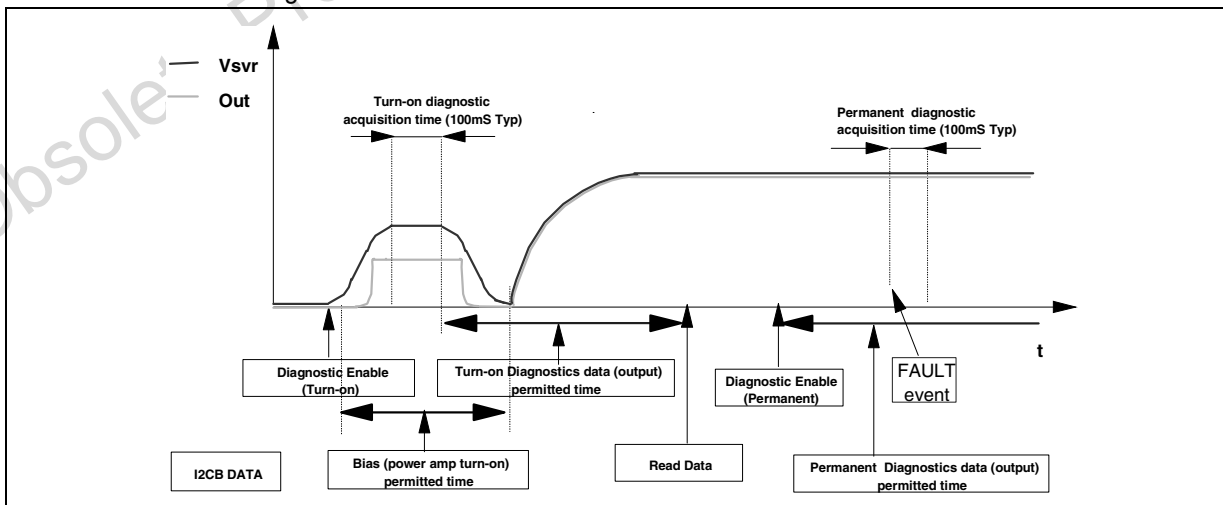 Vsvr
Out
Turn-on diagnostic
acquisition time (100mS Typ)
Permanent diagnostic
acquisition time (100mS Typ)
t
Diagnostic Enable
(Turn-on)
Turn-on Diagnostics data (output)
permitted time
Diagnostic Enable
(Permanent)
FAULT
event
I2CB DATA
Bias (power amp turn-on)
permitted time
Read Data
Permanent Diagnostics data (output)
permitted time